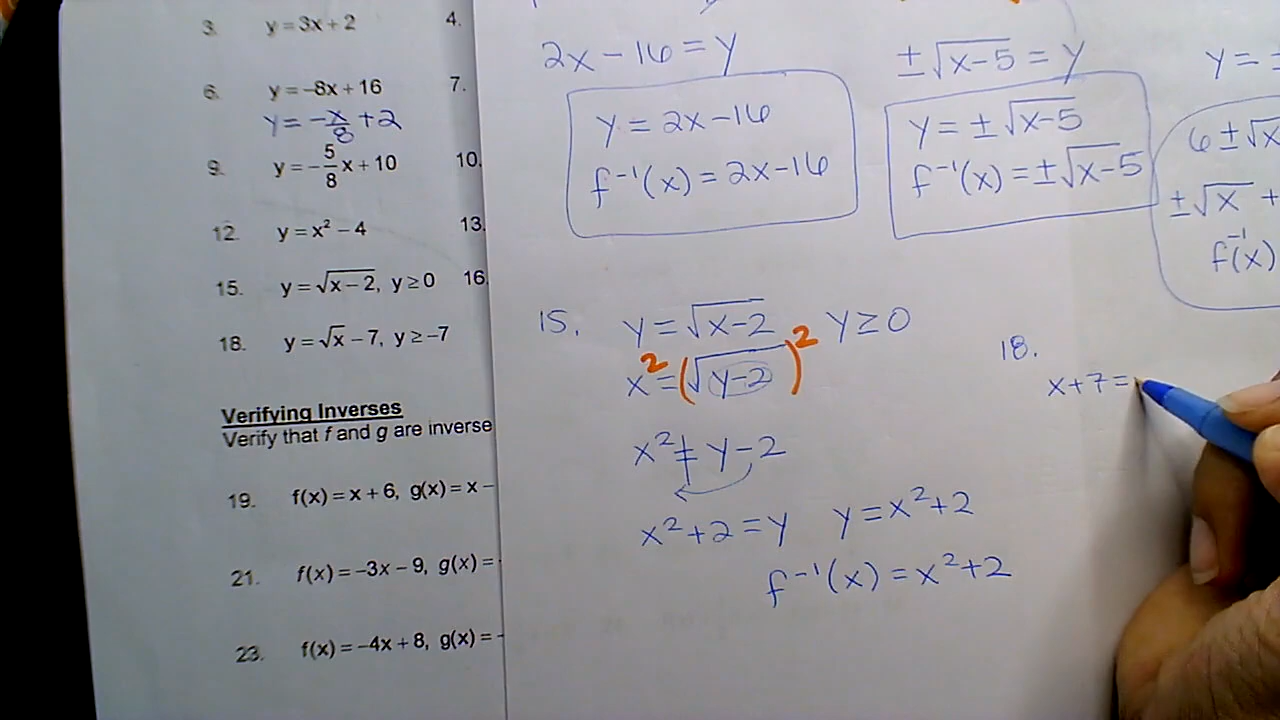 3. y = 3x + 2 4.
6. y = –8x + 16 7.
y = -x/8 + 2
9. y = –5/8 x + 10 10.
12. y = x² – 4 13.
15. y = √(x – 2), y ≥ 0 16.
18. y = √x – 7, y ≥ –7
Verifying Inverses
Verify that f and g are inverse
19. f(x) = x + 6, g(x) = x –
21. f(x) = –3x – 9, g(x) =
23. f(x) = –4x + 8, g(x) = –
2x - 16 = y
y = 2x - 16
f⁻¹(x) = 2x - 16
± √(x-5) = y
y = ± √(x-5)
f⁻¹(x) = ± √(x-5)
y = ±
6 ± √x
± √x +
f⁻¹(x)
15. y = √(x-2) y ≥ 0
x² = (√(y-2))²
x² = y - 2
x² + 2 = y y = x² + 2
f⁻¹(x) = x² + 2
18.
x + 7 =